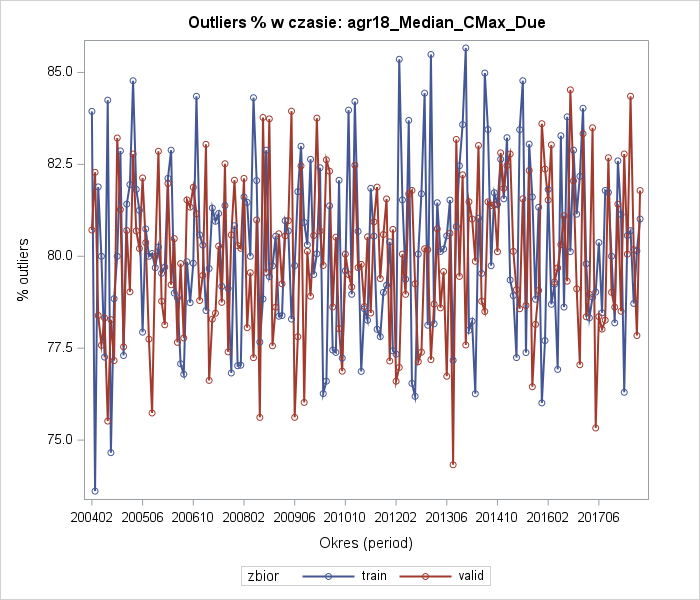 Outliers % w czasie: agr18_Median_CMax_Due
85.0
82.5
80.0
77.5
75.0
% outliers
200402 200506 200610 200802 200906 201010 201202 201306 201410 201602 201706
Okres (period)
zbior train valid